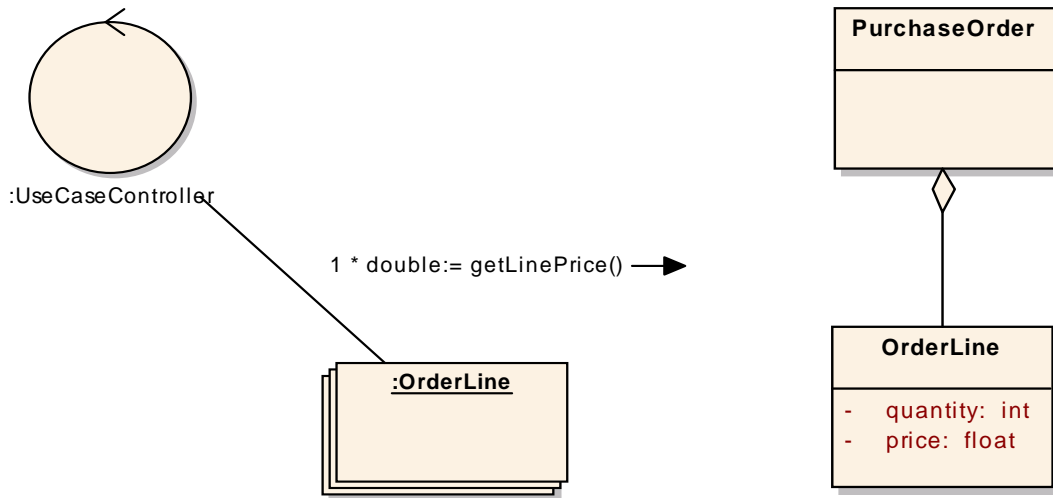 :UseCaseController
1 * double:= getLinePrice()
:OrderLine
PurchaseOrder
OrderLine
- quantity: int
- price: float